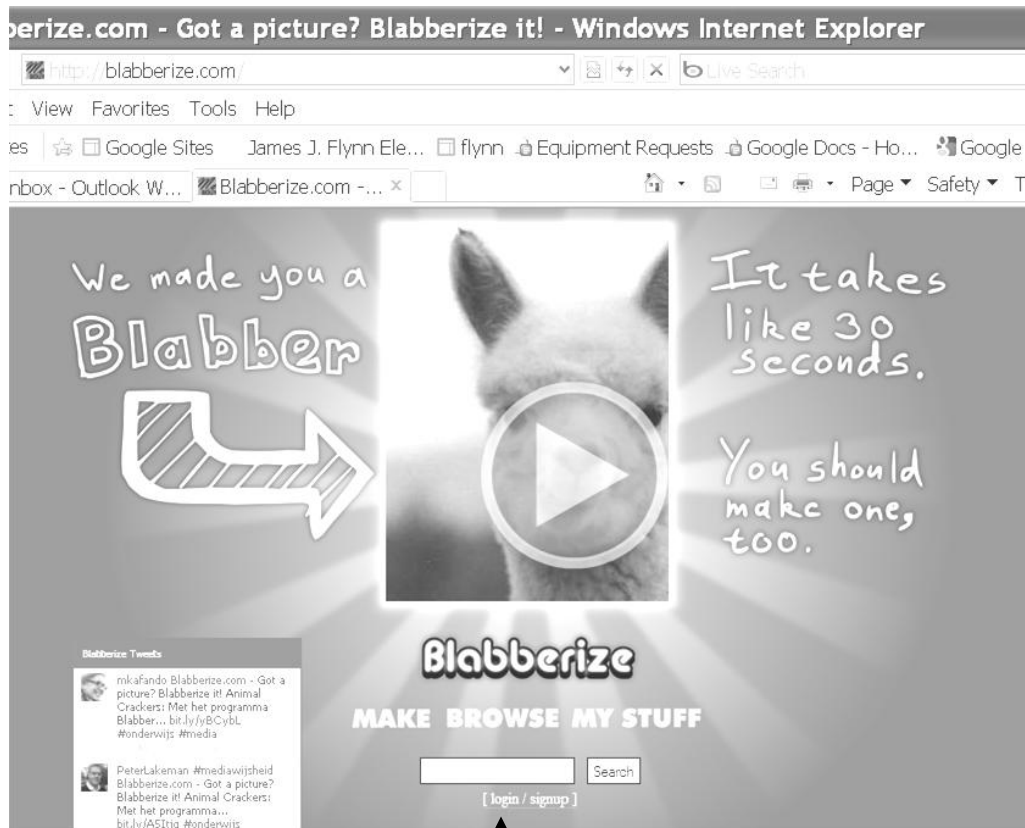 berize.com - Got a picture? Blabberize it! - Windows Internet Explorer
http://blabberize.com/
Live Search
View Favorites Tools Help
Google Sites James J. Flynn Ele... flynn Equipment Requests Google Docs - Ho... Google
nbox - Outlook W... Blabberize.com -... Page Safety T
We made you a
Blabber
It takes
like 30
seconds.
You should
make one,
too.
Blabberize
MAKE BROWSE MY STUFF
Search
[ login / signup ]
Blabberize Tweets
mkafando Blabberize.com - Got a
picture? Blabberize it! Animal
Crackers: Met het programma
Blabber... bit.ly/yBCybL
#onderwijs #media
PeterLakeman #mediawijsheid
Blabberize.com - Got a picture?
Blabberize it! Animal Crackers:
Met het programma...
#onderwijs